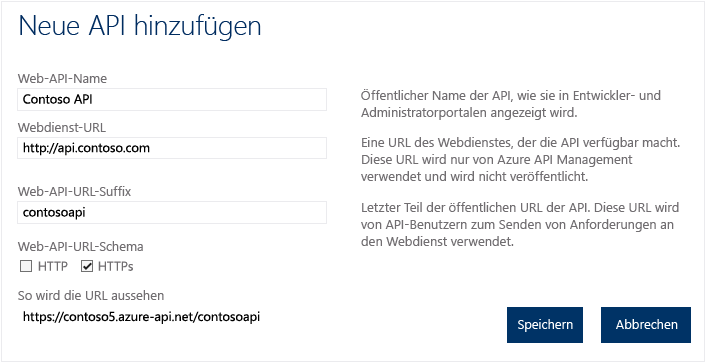 Neue API hinzufügen
Web-API-Name
Contoso API
Öffentlicher Name der API, wie sie in Entwickler- und
Administratorportalen angezeigt wird.
Webdienst-URL
http://api.contoso.com
Eine URL des Webdienstes, der die API verfügbar macht.
Diese URL wird nur von Azure API Management
verwendet und wird nicht veröffentlicht.
Web-API-URL-Suffix
contosoapi
Letzter Teil der öffentlichen URL der API. Diese URL wird
von API-Benutzern zum Senden von Anforderungen an
den Webdienst verwendet.
Web-API-URL-Schema
HTTP HTTPs
So wird die URL aussehen
https://contoso5.azure-api.net/contosoapi
Speichern Abbrechen